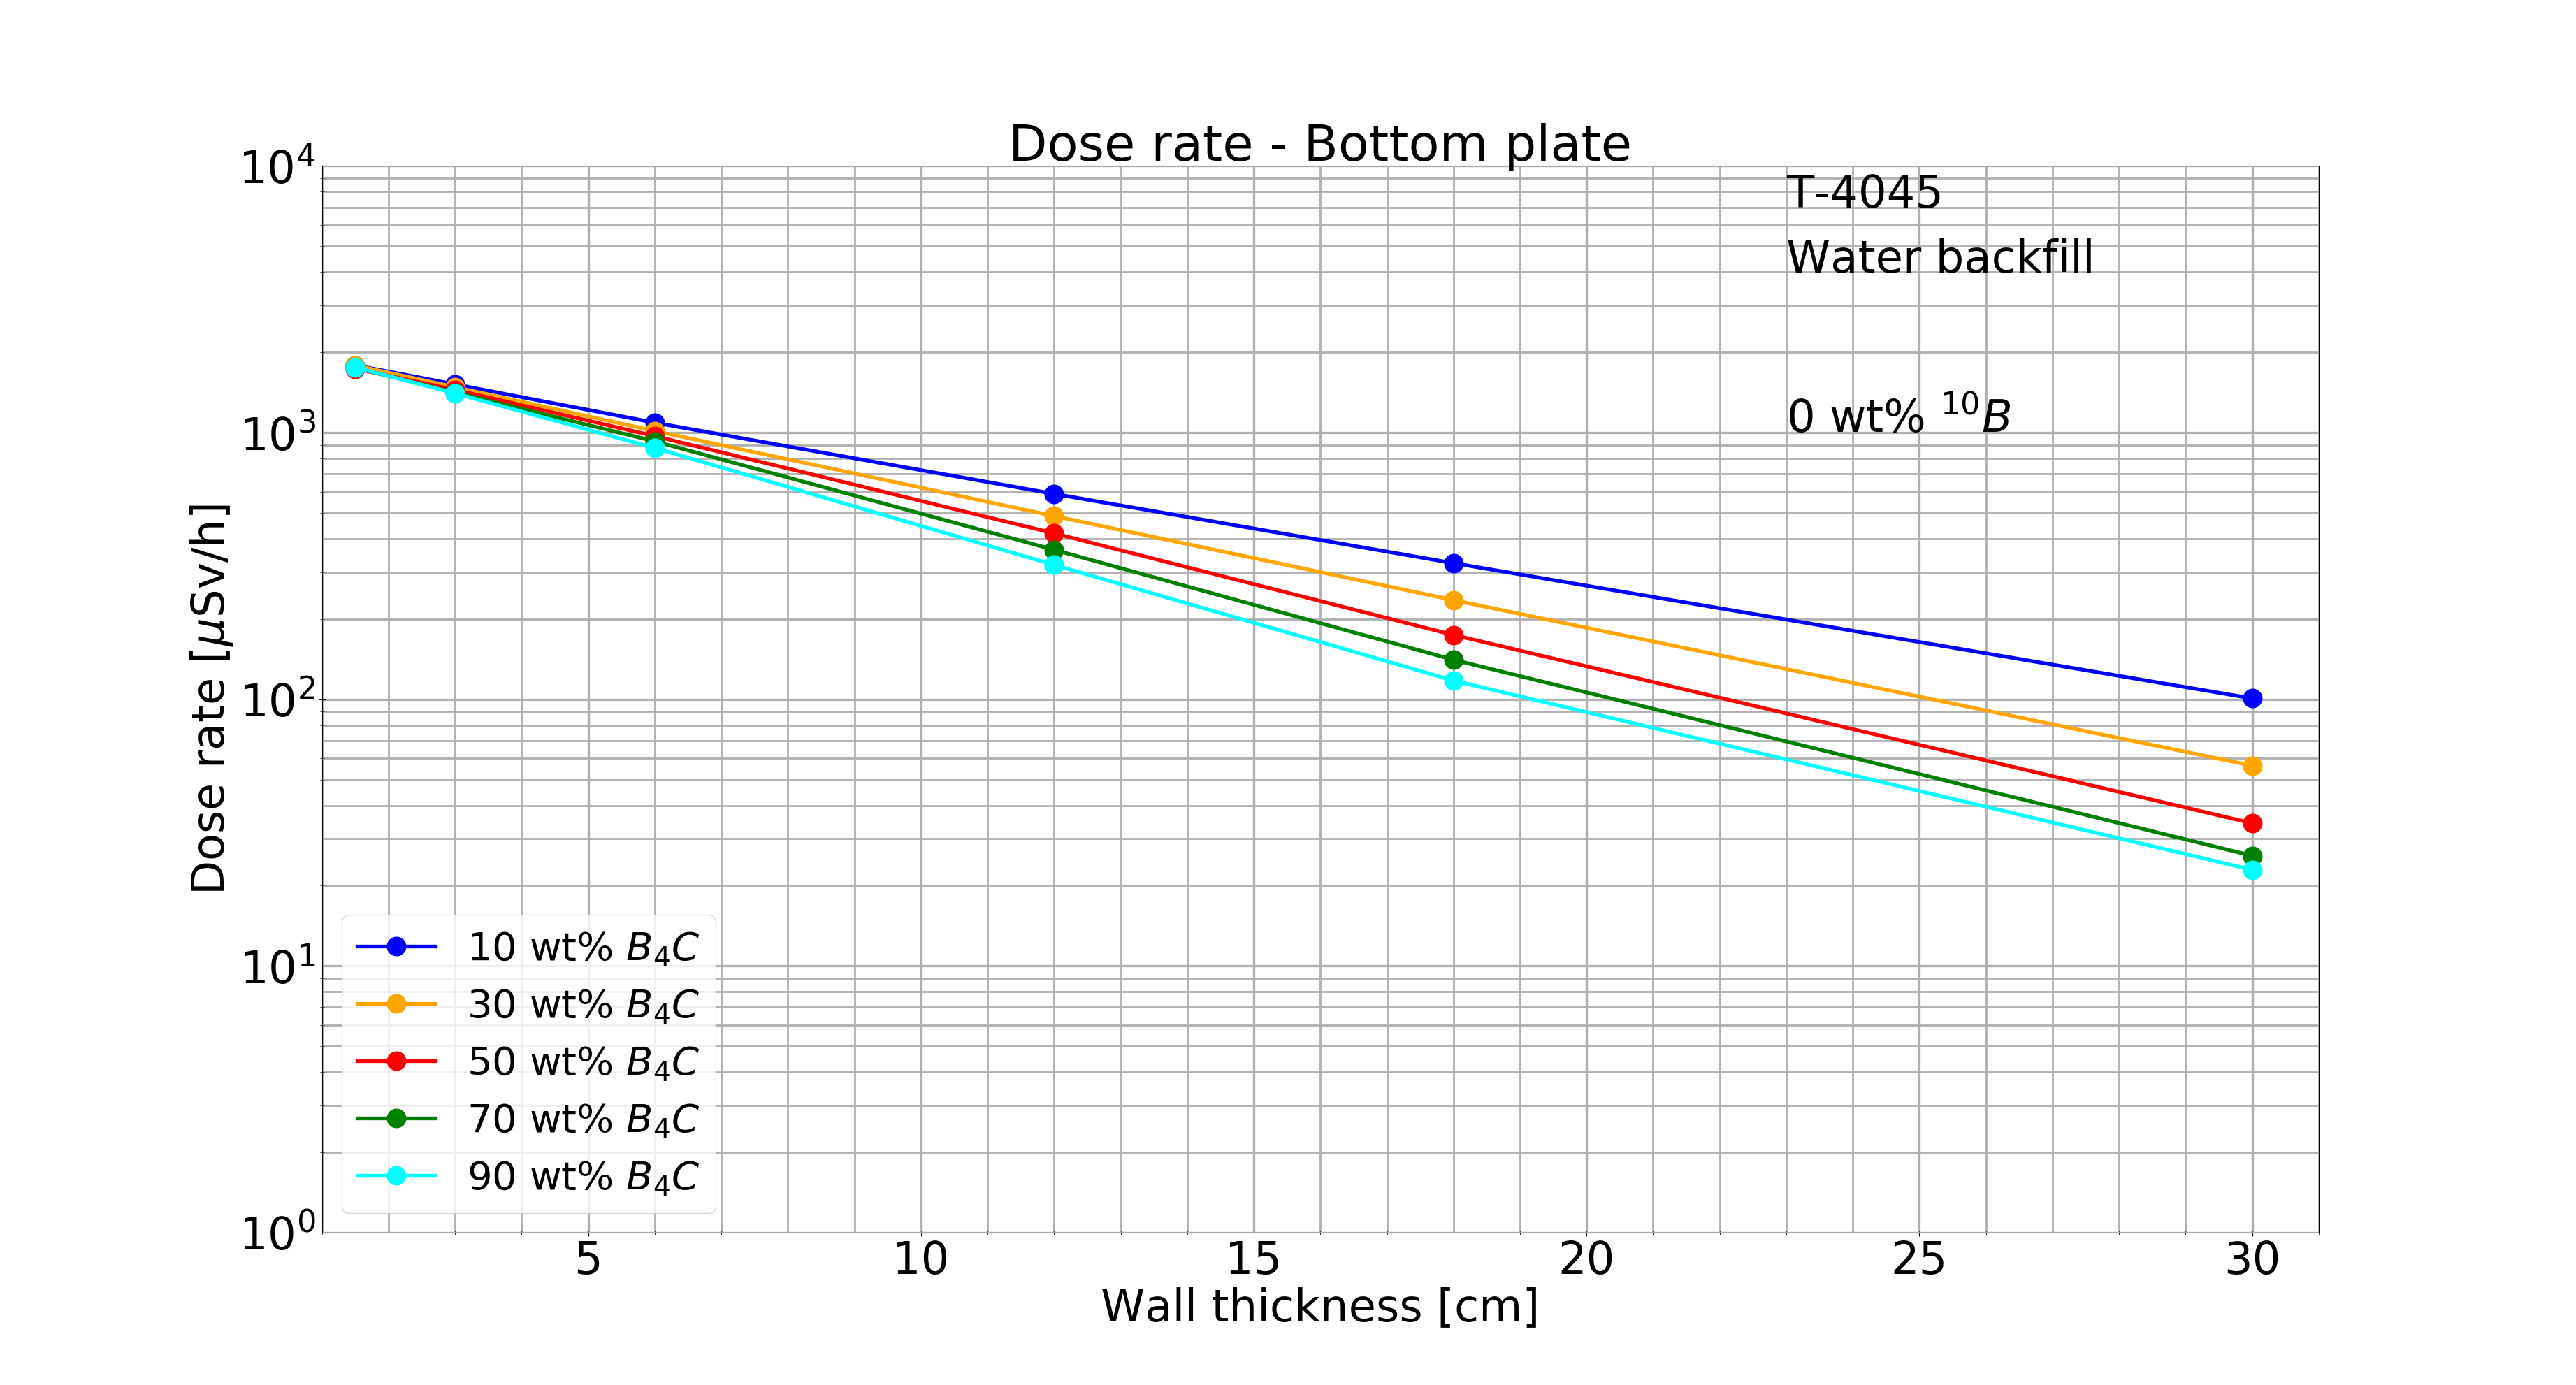 Dose rate - Bottom plate
T-4045
Water backfill
0 wt% ¹⁰B
Dose rate [μSv/h]
10⁴
10³
10²
10¹
10⁰
10 wt% B₄C
30 wt% B₄C
50 wt% B₄C
70 wt% B₄C
90 wt% B₄C
5 10 15 20 25 30
Wall thickness [cm]